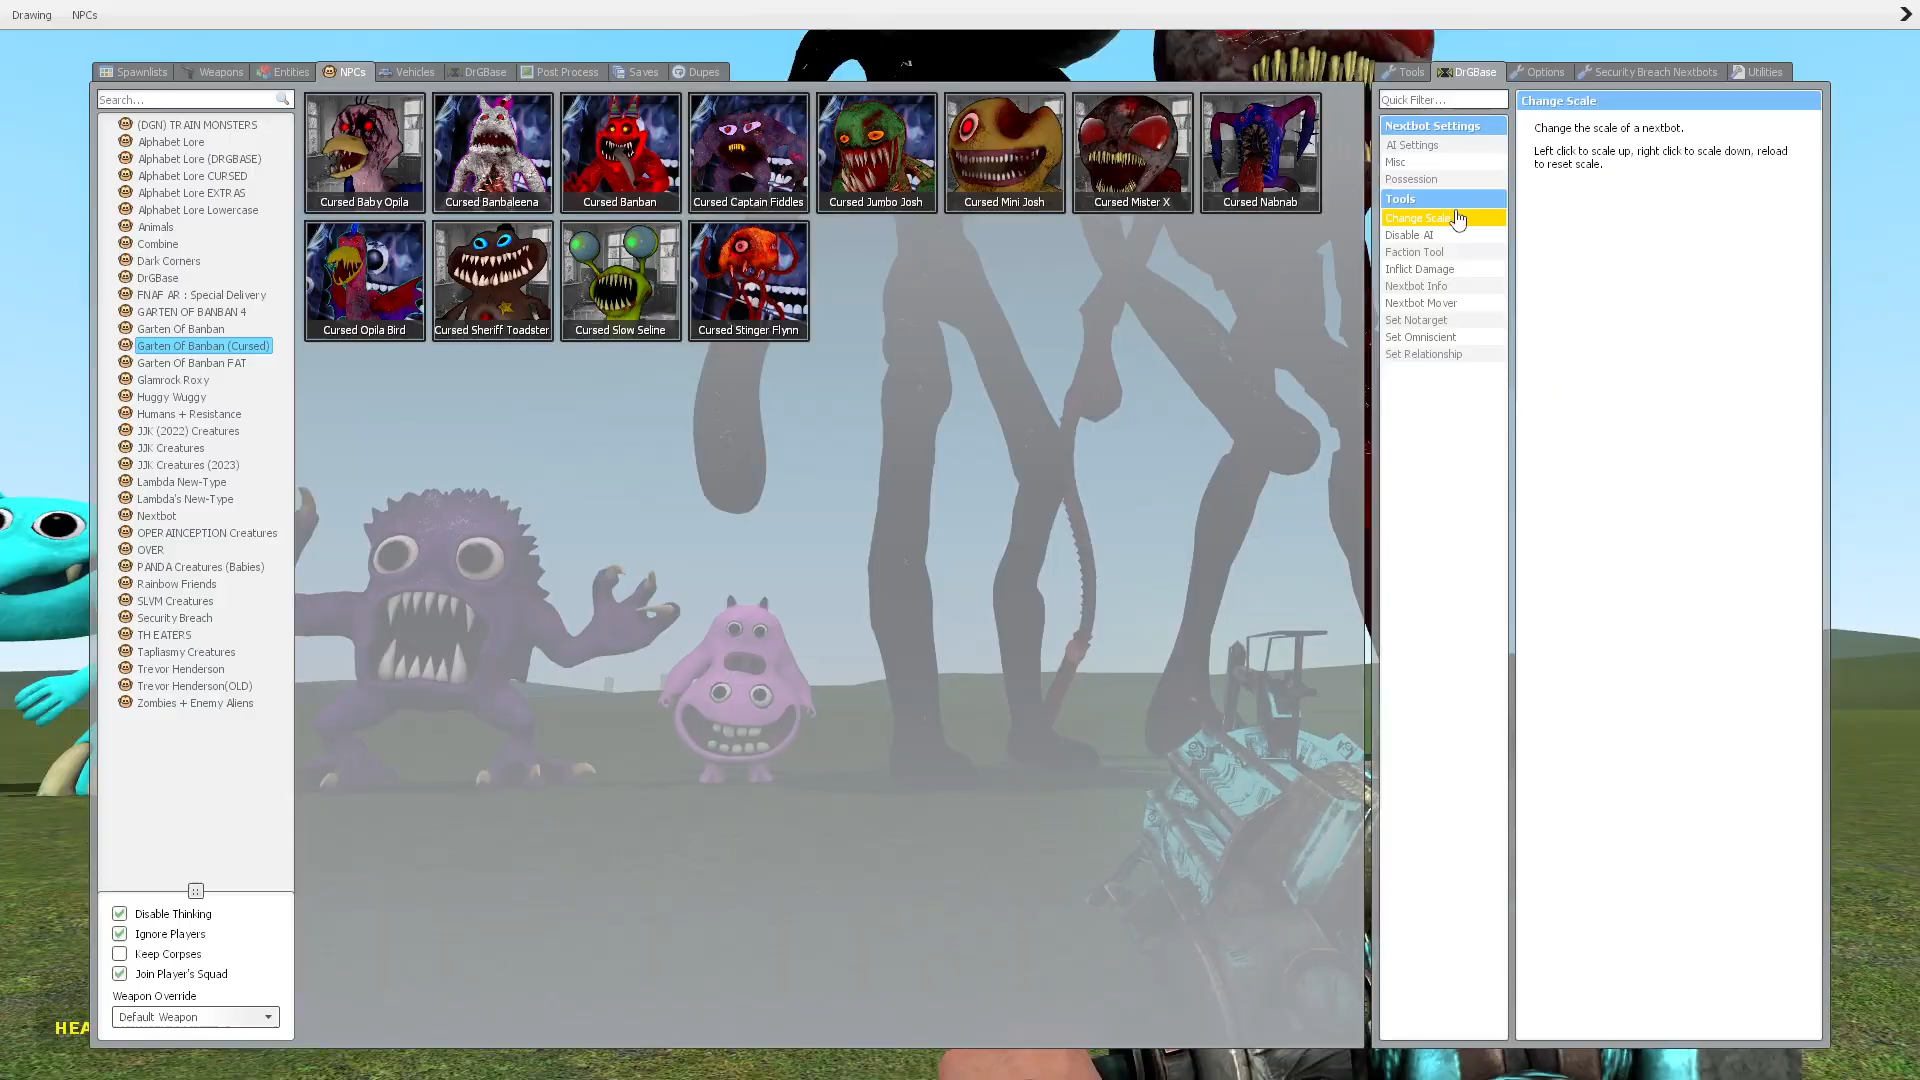 Drawing NPCs
Spawnlists Weapons Entities NPCs Vehicles DrGBase Post Process Saves Dupes
Tools DrGBase Options Security Breach Nextbots Utilities
Search...
(DGN) TRAIN MONSTERS
Alphabet Lore
Alphabet Lore (DRGBASE)
Alphabet Lore CURSED
Alphabet Lore EXTRAS
Alphabet Lore Lowercase
Animals
Combine
Dark Corners
DrGBase
FNAF AR : Special Delivery
GARTEN OF BANBAN 4
Garten Of Banban
Garten Of Banban (Cursed)
Garten Of Banban FAT
Glamrock Roxy
Huggy Wuggy
Humans + Resistance
JJK (2022) Creatures
JJK Creatures
JJK Creatures (2023)
Lambda New-Type
Lambda's New-Type
Nextbot
OPERAINCEPTION Creatures
OVER
PANDA Creatures (Babies)
Rainbow Friends
SLVM Creatures
Security Breach
TH EATERS
Tapliasmy Creatures
Trevor Henderson
Trevor Henderson(OLD)
Zombies + Enemy Aliens
Disable Thinking
Ignore Players
Keep Corpses
Join Player's Squad
Weapon Override
Default Weapon
Cursed Baby Opila
Cursed Banbaleena
Cursed Banban
Cursed Captain Fiddles
Cursed Jumbo Josh
Cursed Mini Josh
Cursed Mister X
Cursed Nabnab
Cursed Opila Bird
Cursed Sheriff Toadster
Cursed Slow Seline
Cursed Stinger Flynn
Quick Filter...
Nextbot Settings
AI Settings
Misc
Possession
Tools
Change Scale
Disable AI
Faction Tool
Inflict Damage
Nextbot Info
Nextbot Mover
Set Notarget
Set Omniscient
Set Relationship
Change Scale
Change the scale of a nextbot.
Left click to scale up, right click to scale down, reload
to reset scale.
HEA